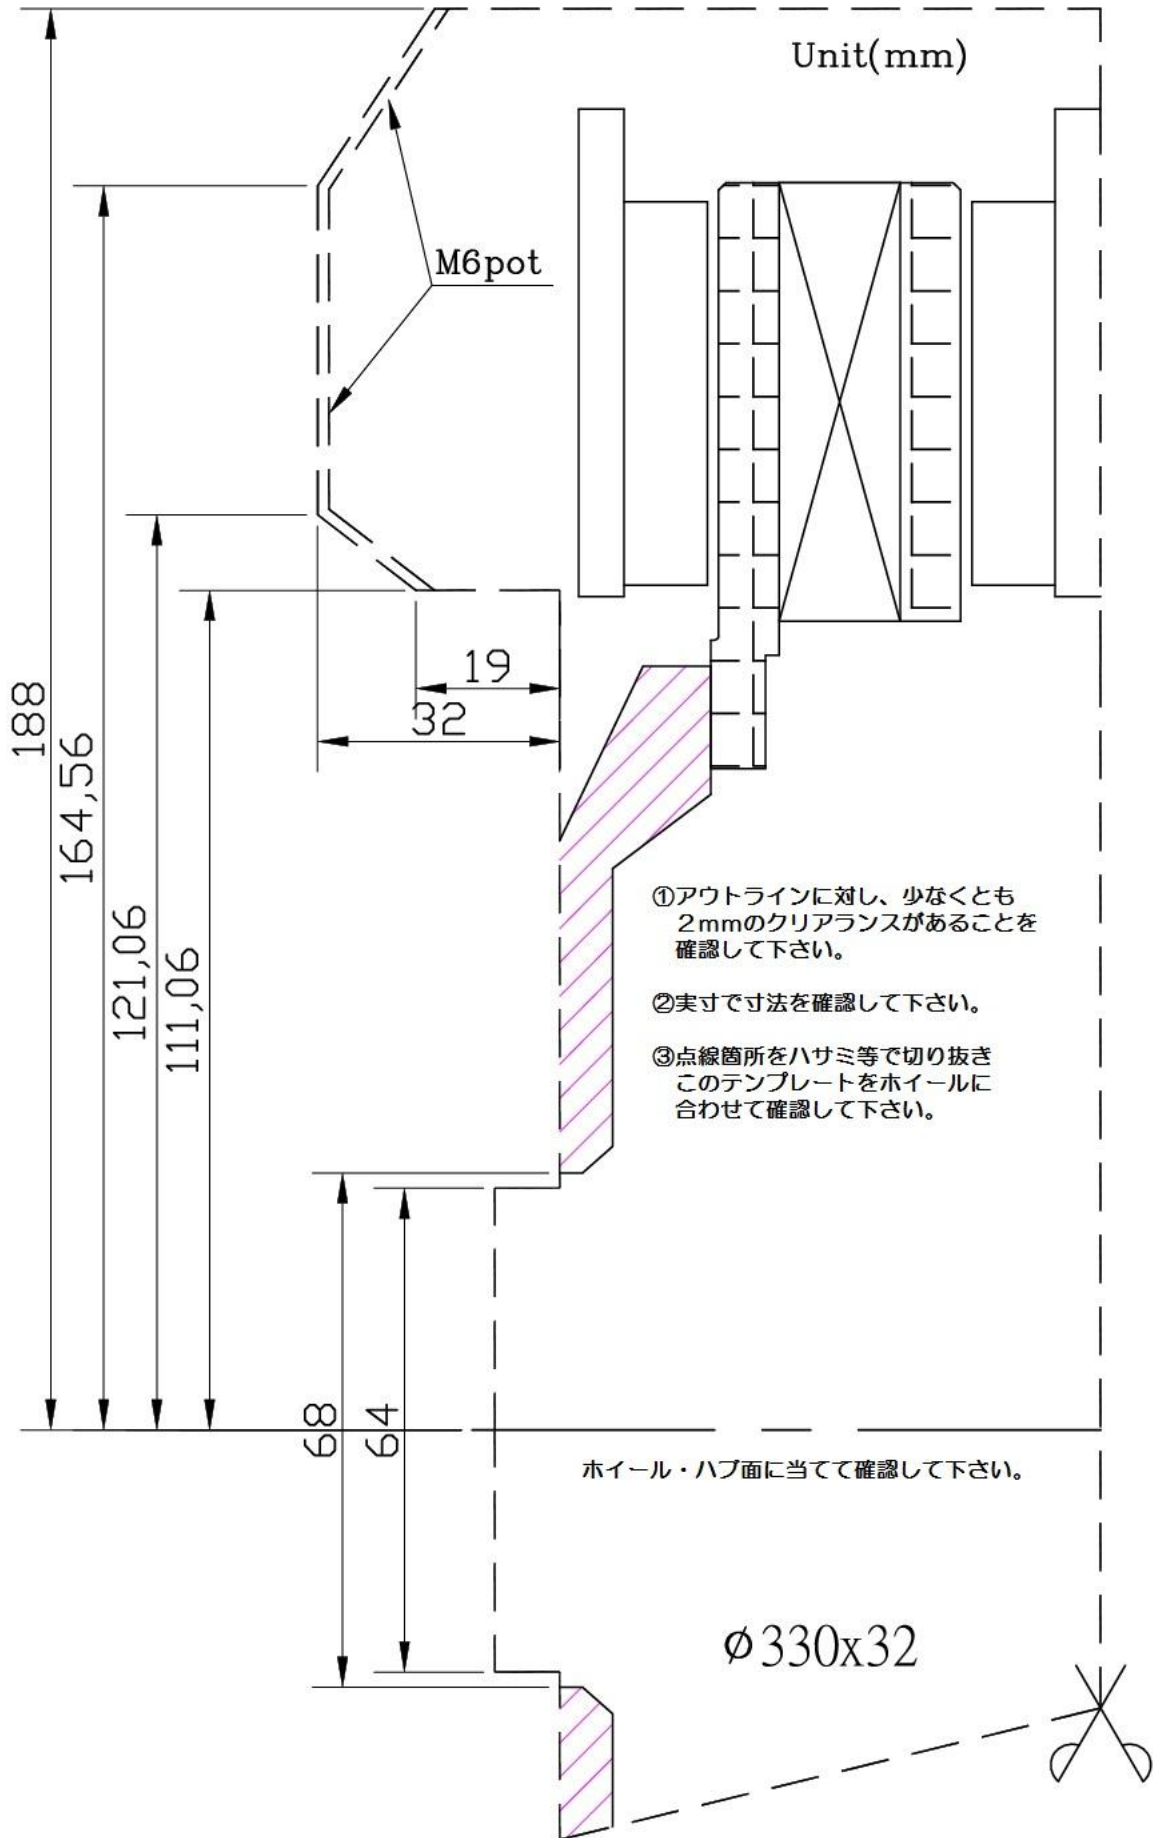 Unit(mm)
M6pot
19
32
188
164,56
121,06
111,06
①アウトラインに対し、少なくとも
２mmのクリアランスがあることを
確認して下さい。
②実寸で寸法を確認して下さい。
③点線箇所をハサミ等で切り抜き
このテンプレートをホイールに
合わせて確認して下さい。
68
64
ホイール・ハブ面に当てて確認して下さい。
Ø330x32